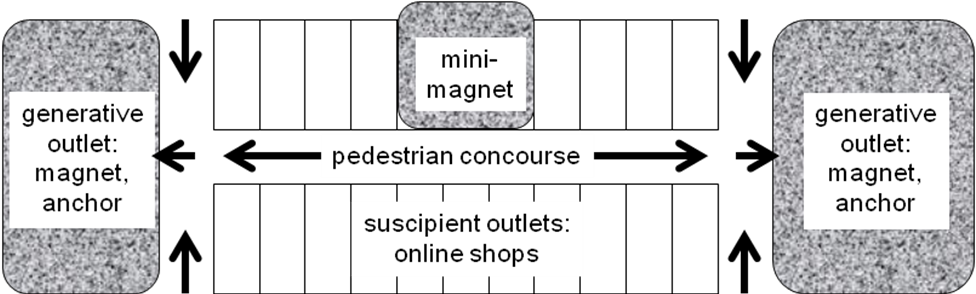 generative
outlet:
magnet,
anchor
mini-
magnet
pedestrian concourse
suscipient outlets:
online shops
generative
outlet:
magnet,
anchor